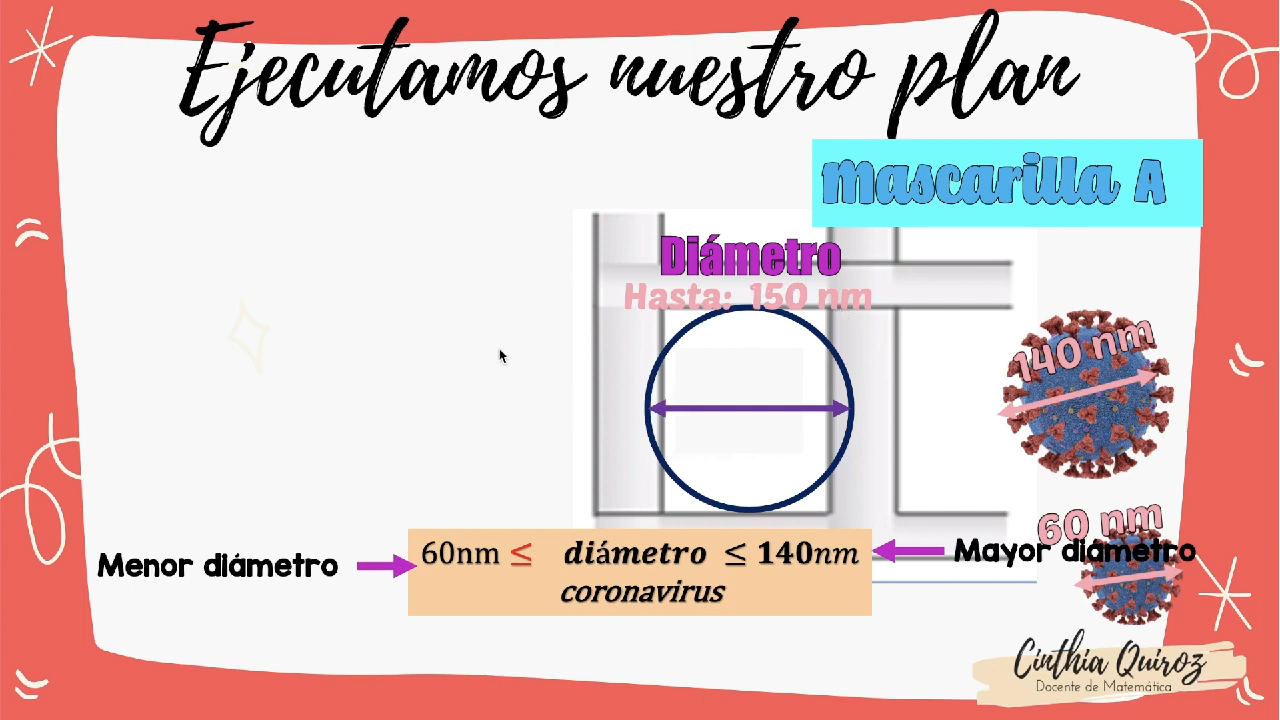 Ejecutamos nuestro plan
Mascarilla A
Diámetro
Hasta: 150 nm
140 nm
60 nm
Menor diámetro
60nm ≤ diámetro ≤ 140nm
coronavirus
Mayor diámetro
Cinthia Quiroz
Docente de Matemática